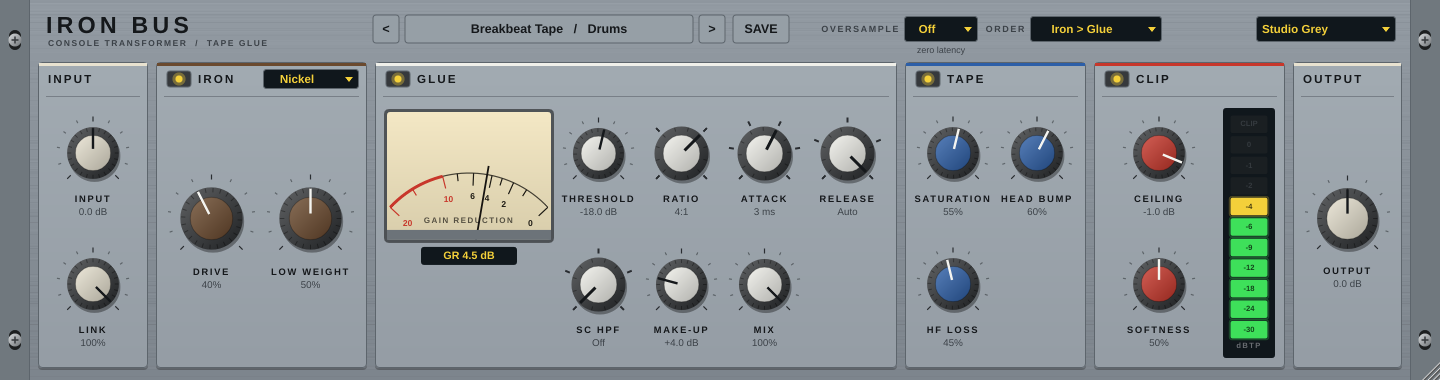 IRON BUS
CONSOLE TRANSFORMER / TAPE GLUE
<
Breakbeat Tape / Drums
>
SAVE
OVERSAMPLE
Off
zero latency
ORDER
Iron > Glue
Studio Grey
INPUT
INPUT
0.0 dB
LINK
100%
IRON
Nickel
DRIVE
40%
LOW WEIGHT
50%
GLUE
20
10
6
4
2
0
GAIN REDUCTION
GR 4.5 dB
THRESHOLD
-18.0 dB
RATIO
4:1
ATTACK
3 ms
RELEASE
Auto
SC HPF
Off
MAKE-UP
+4.0 dB
MIX
100%
TAPE
SATURATION
55%
HEAD BUMP
60%
HF LOSS
45%
CLIP
CEILING
-1.0 dB
SOFTNESS
50%
CLIP
0
-1
-2
-4
-6
-9
-12
-18
-24
-30
dBTP
OUTPUT
OUTPUT
0.0 dB